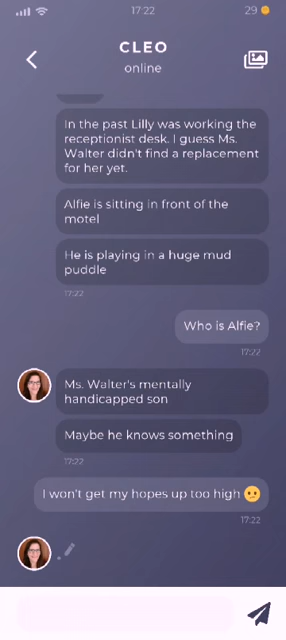 17:22
29
CLEO
online
In the past Lilly was working the
receptionist desk. I guess Ms.
Walter didn't find a replacement
for her yet.
Alfie is sitting in front of the
motel
He is playing in a huge mud
puddle
17:22
Who is Alfie?
17:22
Ms. Walter's mentally
handicapped son
Maybe he knows something
17:22
I won't get my hopes up too high 😕
17:22